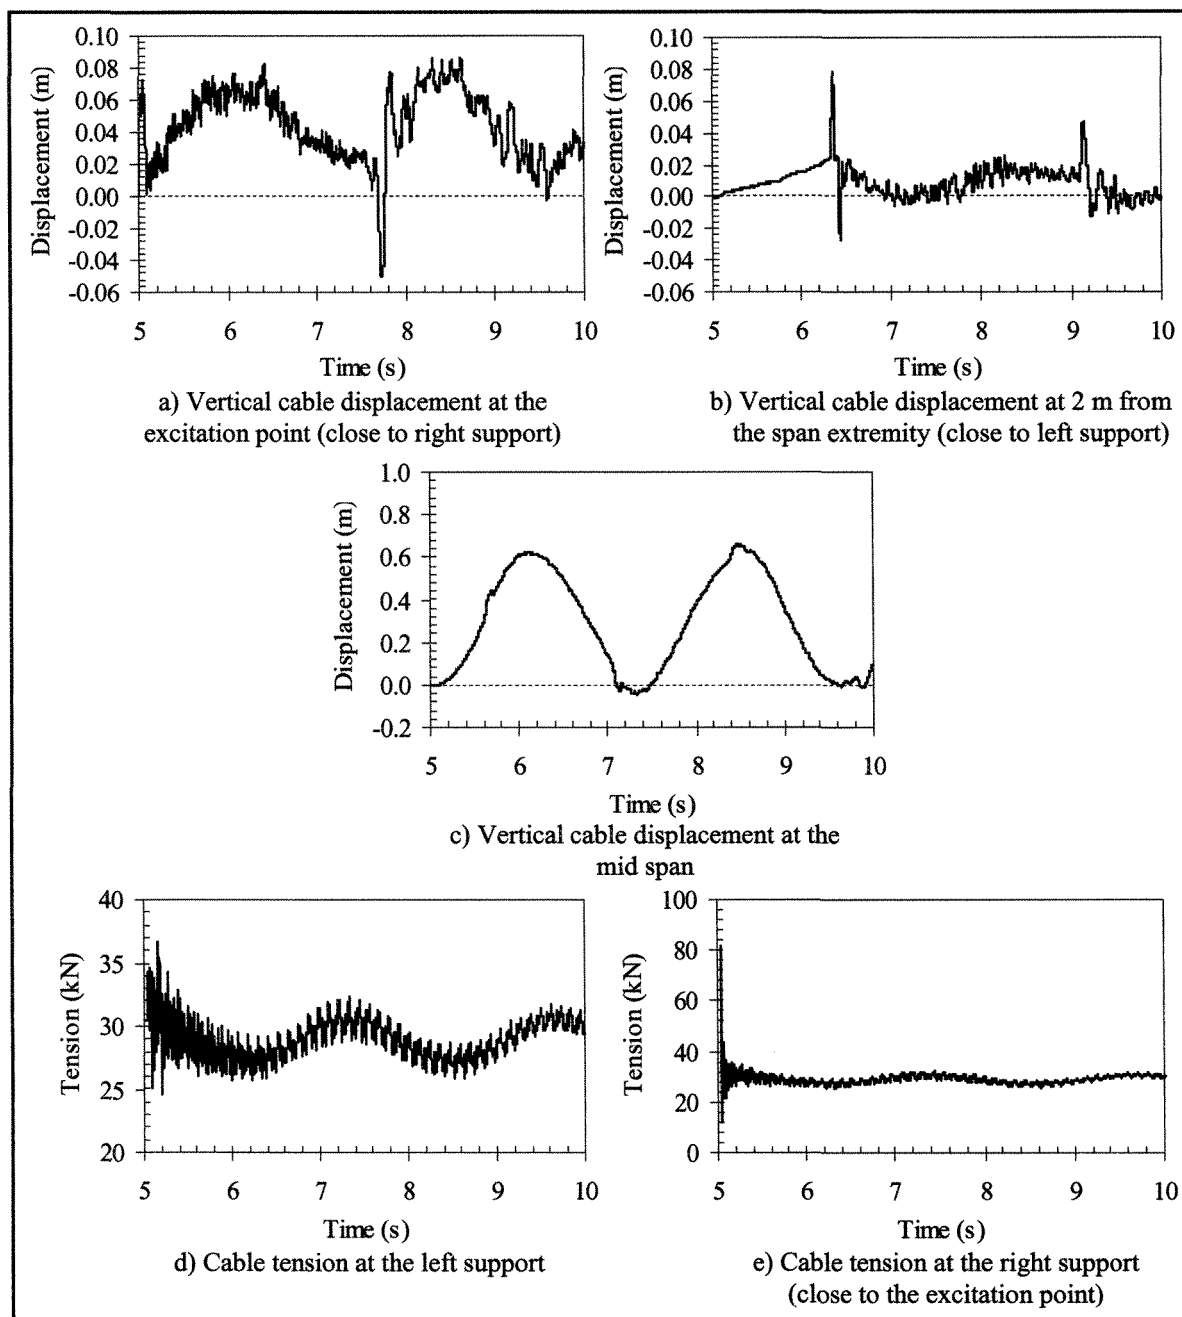 0.10
0.08
0.06
0.04
0.02
0.00
-0.02
-0.04
-0.06
Displacement (m)
5 6 7 8 9 10
Time (s)
a) Vertical cable displacement at the
excitation point (close to right support)
0.10
0.08
0.06
0.04
0.02
0.00
-0.02
-0.04
-0.06
Displacement (m)
5 6 7 8 9 10
Time (s)
b) Vertical cable displacement at 2 m from
the span extremity (close to left support)
1.0
0.8
0.6
0.4
0.2
0.0
-0.2
Displacement (m)
5 6 7 8 9 10
Time (s)
c) Vertical cable displacement at the
mid span
40
35
30
25
20
Tension (kN)
5 6 7 8 9 10
Time (s)
d) Cable tension at the left support
100
80
60
40
20
0
Tension (kN)
5 6 7 8 9 10
Time (s)
e) Cable tension at the right support
(close to the excitation point)